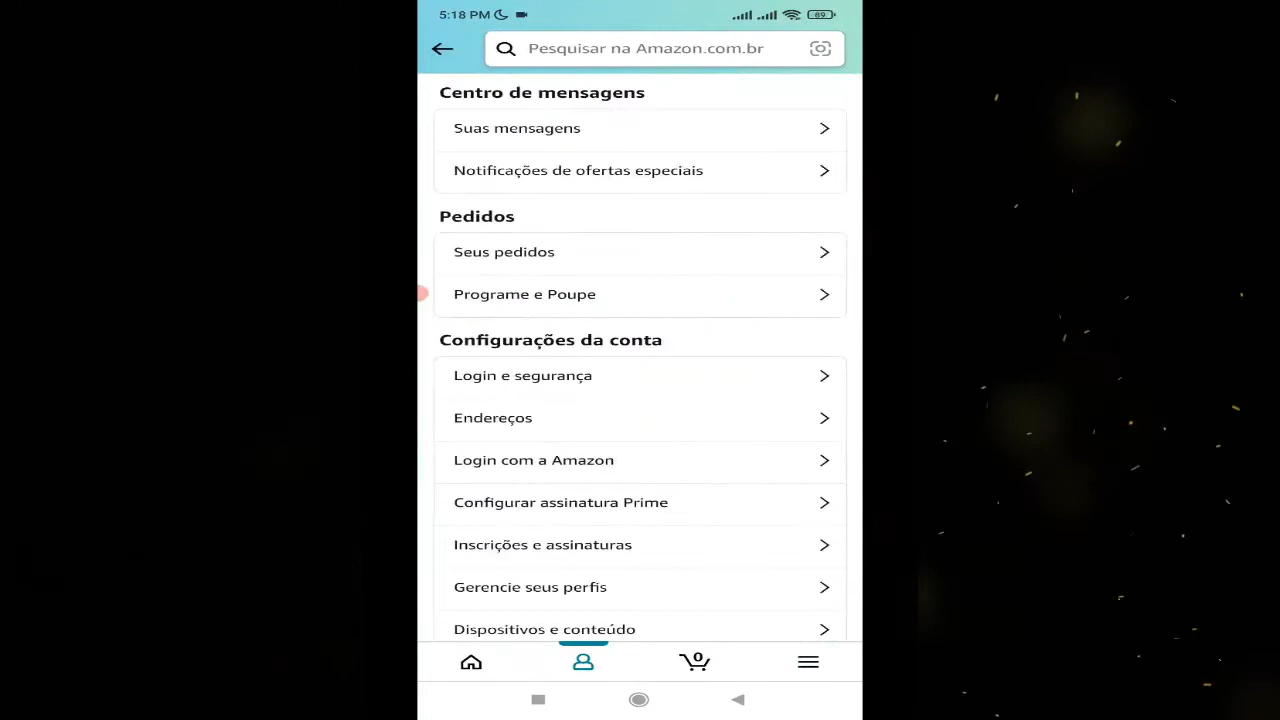 5:18 PM
89
Pesquisar na Amazon.com.br
Centro de mensagens
Suas mensagens
Notificações de ofertas especiais
Pedidos
Seus pedidos
Programe e Poupe
Configurações da conta
Login e segurança
Endereços
Login com a Amazon
Configurar assinatura Prime
Inscrições e assinaturas
Gerencie seus perfis
Dispositivos e conteúdo
0